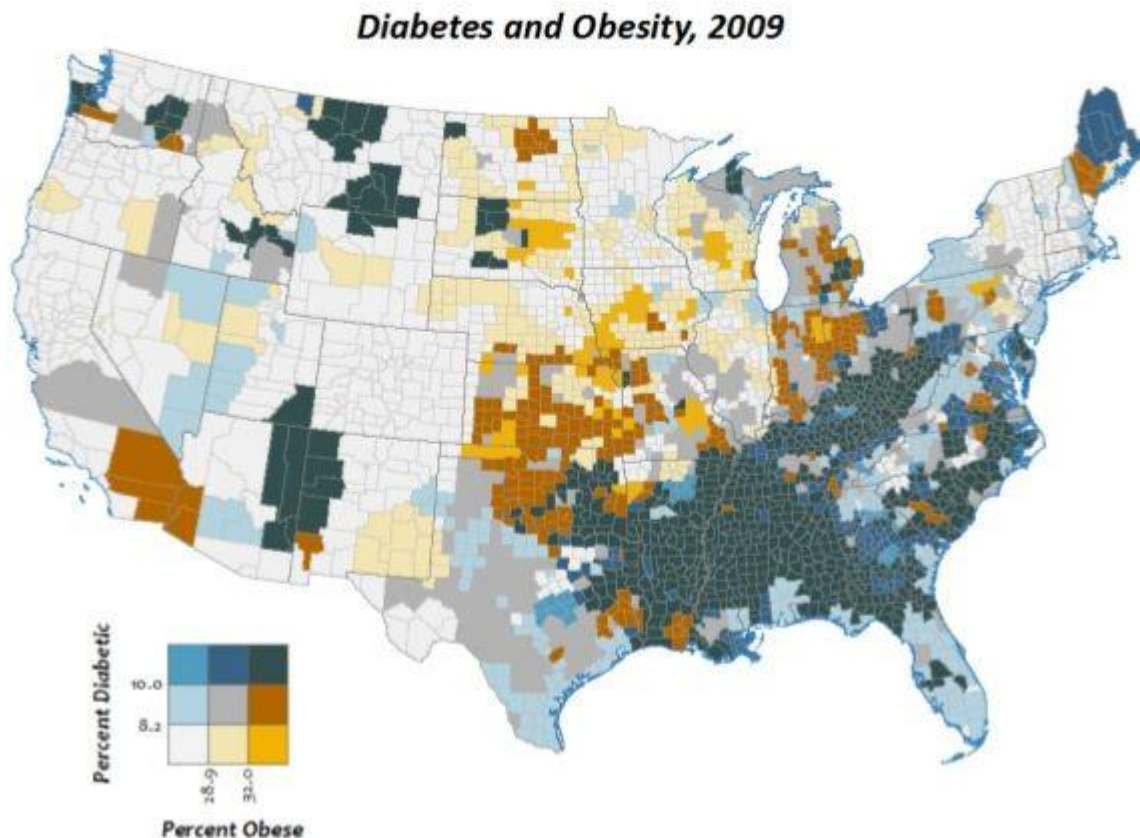 Diabetes and Obesity, 2009
Percent Diabetic
10.0
8.2
28.9
32.0
Percent Obese